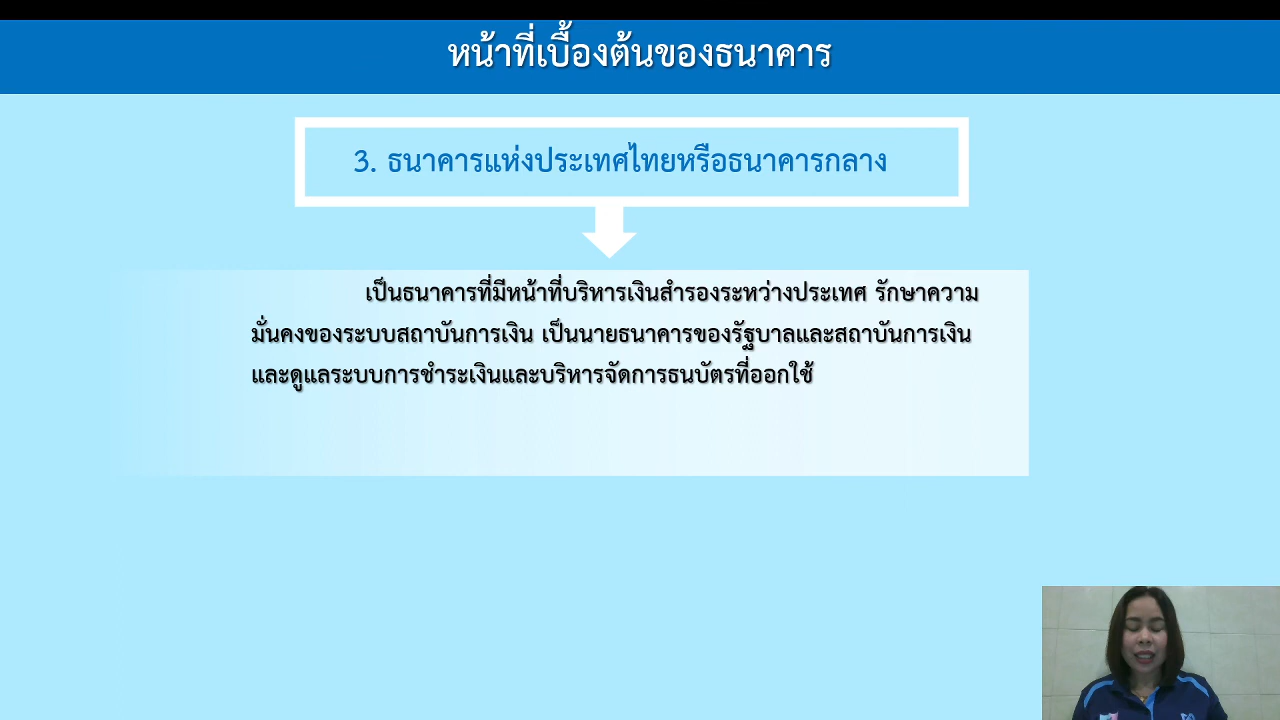 หน้าที่เบื้องต้นของธนาคาร
3. ธนาคารแห่งประเทศไทยหรือธนาคารกลาง
เป็นธนาคารที่มีหน้าที่บริหารเงินสำรองระหว่างประเทศ รักษาความ
มั่นคงของระบบสถาบันการเงิน เป็นนายธนาคารของรัฐบาลและสถาบันการเงิน
และดูแลระบบการชำระเงินและบริหารจัดการธนบัตรที่ออกใช้